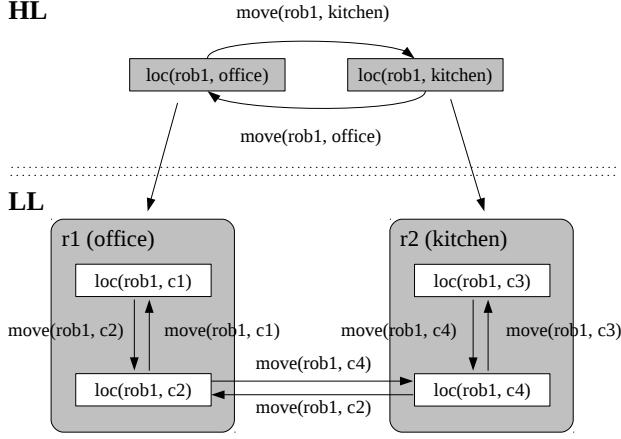 HL
move(rob1, kitchen)
loc(rob1, office)
loc(rob1, kitchen)
move(rob1, office)
LL
r1 (office)
r2 (kitchen)
loc(rob1, c1)
loc(rob1, c3)
move(rob1, c2)
move(rob1, c1)
move(rob1, c4)
move(rob1, c3)
move(rob1, c4)
loc(rob1, c2)
loc(rob1, c4)
move(rob1, c2)